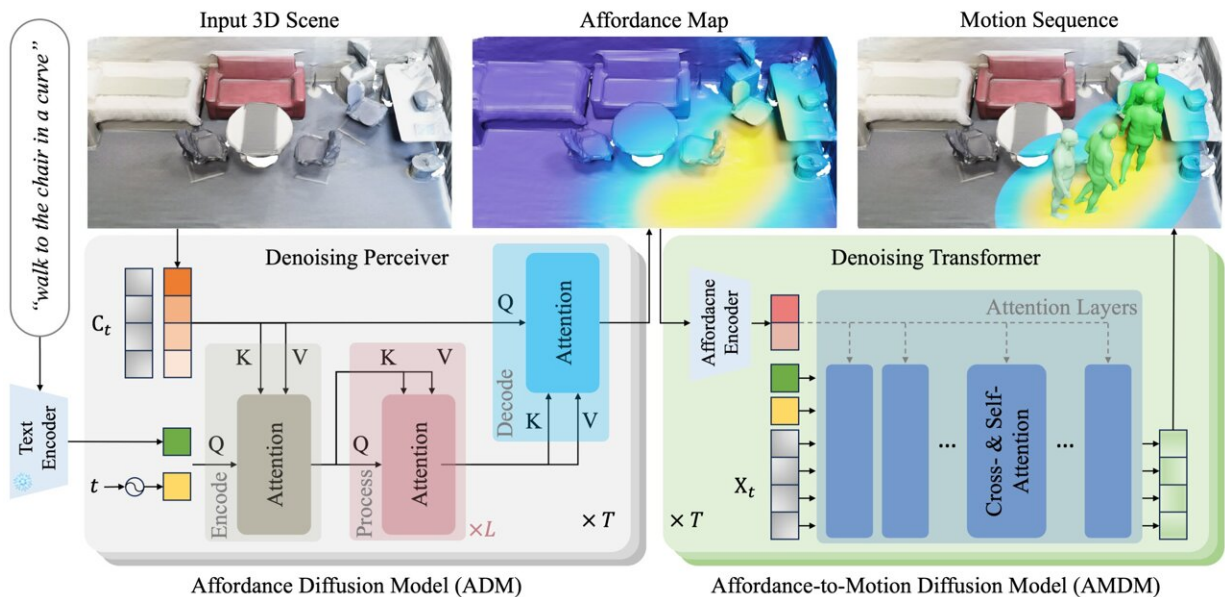 Input 3D Scene
Affordance Map
Motion Sequence
“walk to the chair in a curve”
Denoising Perceiver
Denoising Transformer
C_t
K
V
Q
Attention
Encode
K
V
Q
Attention
Process
×L
Q
Attention
K
V
Decode
Text
Encoder
t
×T
Affordacne
Encoder
Attention Layers
X_t
...
Cross- & Self-
Attention
...
×T
Affordance Diffusion Model (ADM)
Affordance-to-Motion Diffusion Model (AMDM)